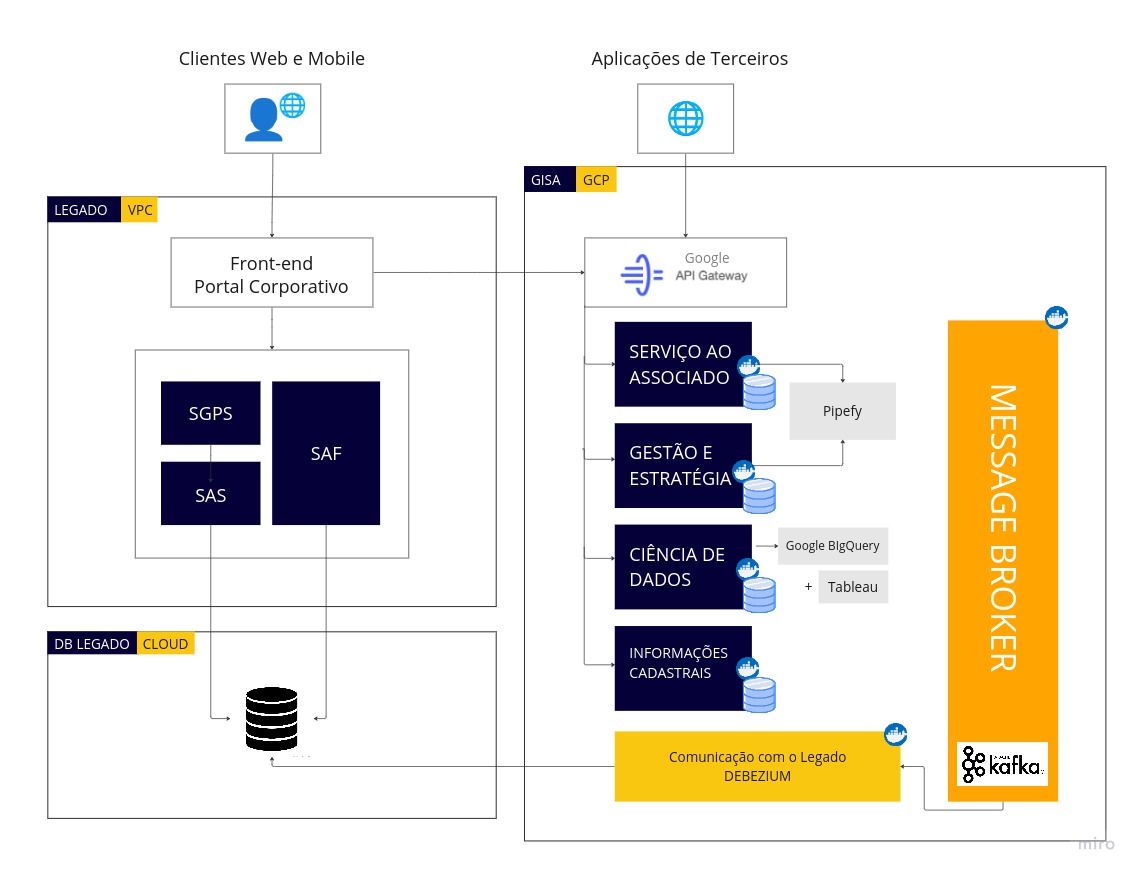 Clientes Web e Mobile
Aplicações de Terceiros
LEGADO
VPC
GISA
GCP
Front-end
Portal Corporativo
Google
API Gateway
SERVIÇO AO
ASSOCIADO
Pipefy
SGPS
SAS
SAF
GESTÃO E
ESTRATÉGIA
CIÊNCIA DE
DADOS
Google BIgQuery
+
Tableau
INFORMAÇÕES
CADASTRAIS
MESSAGE BROKER
kafka
DB LEGADO
CLOUD
Comunicação com o Legado
DEBEZIUM
miro